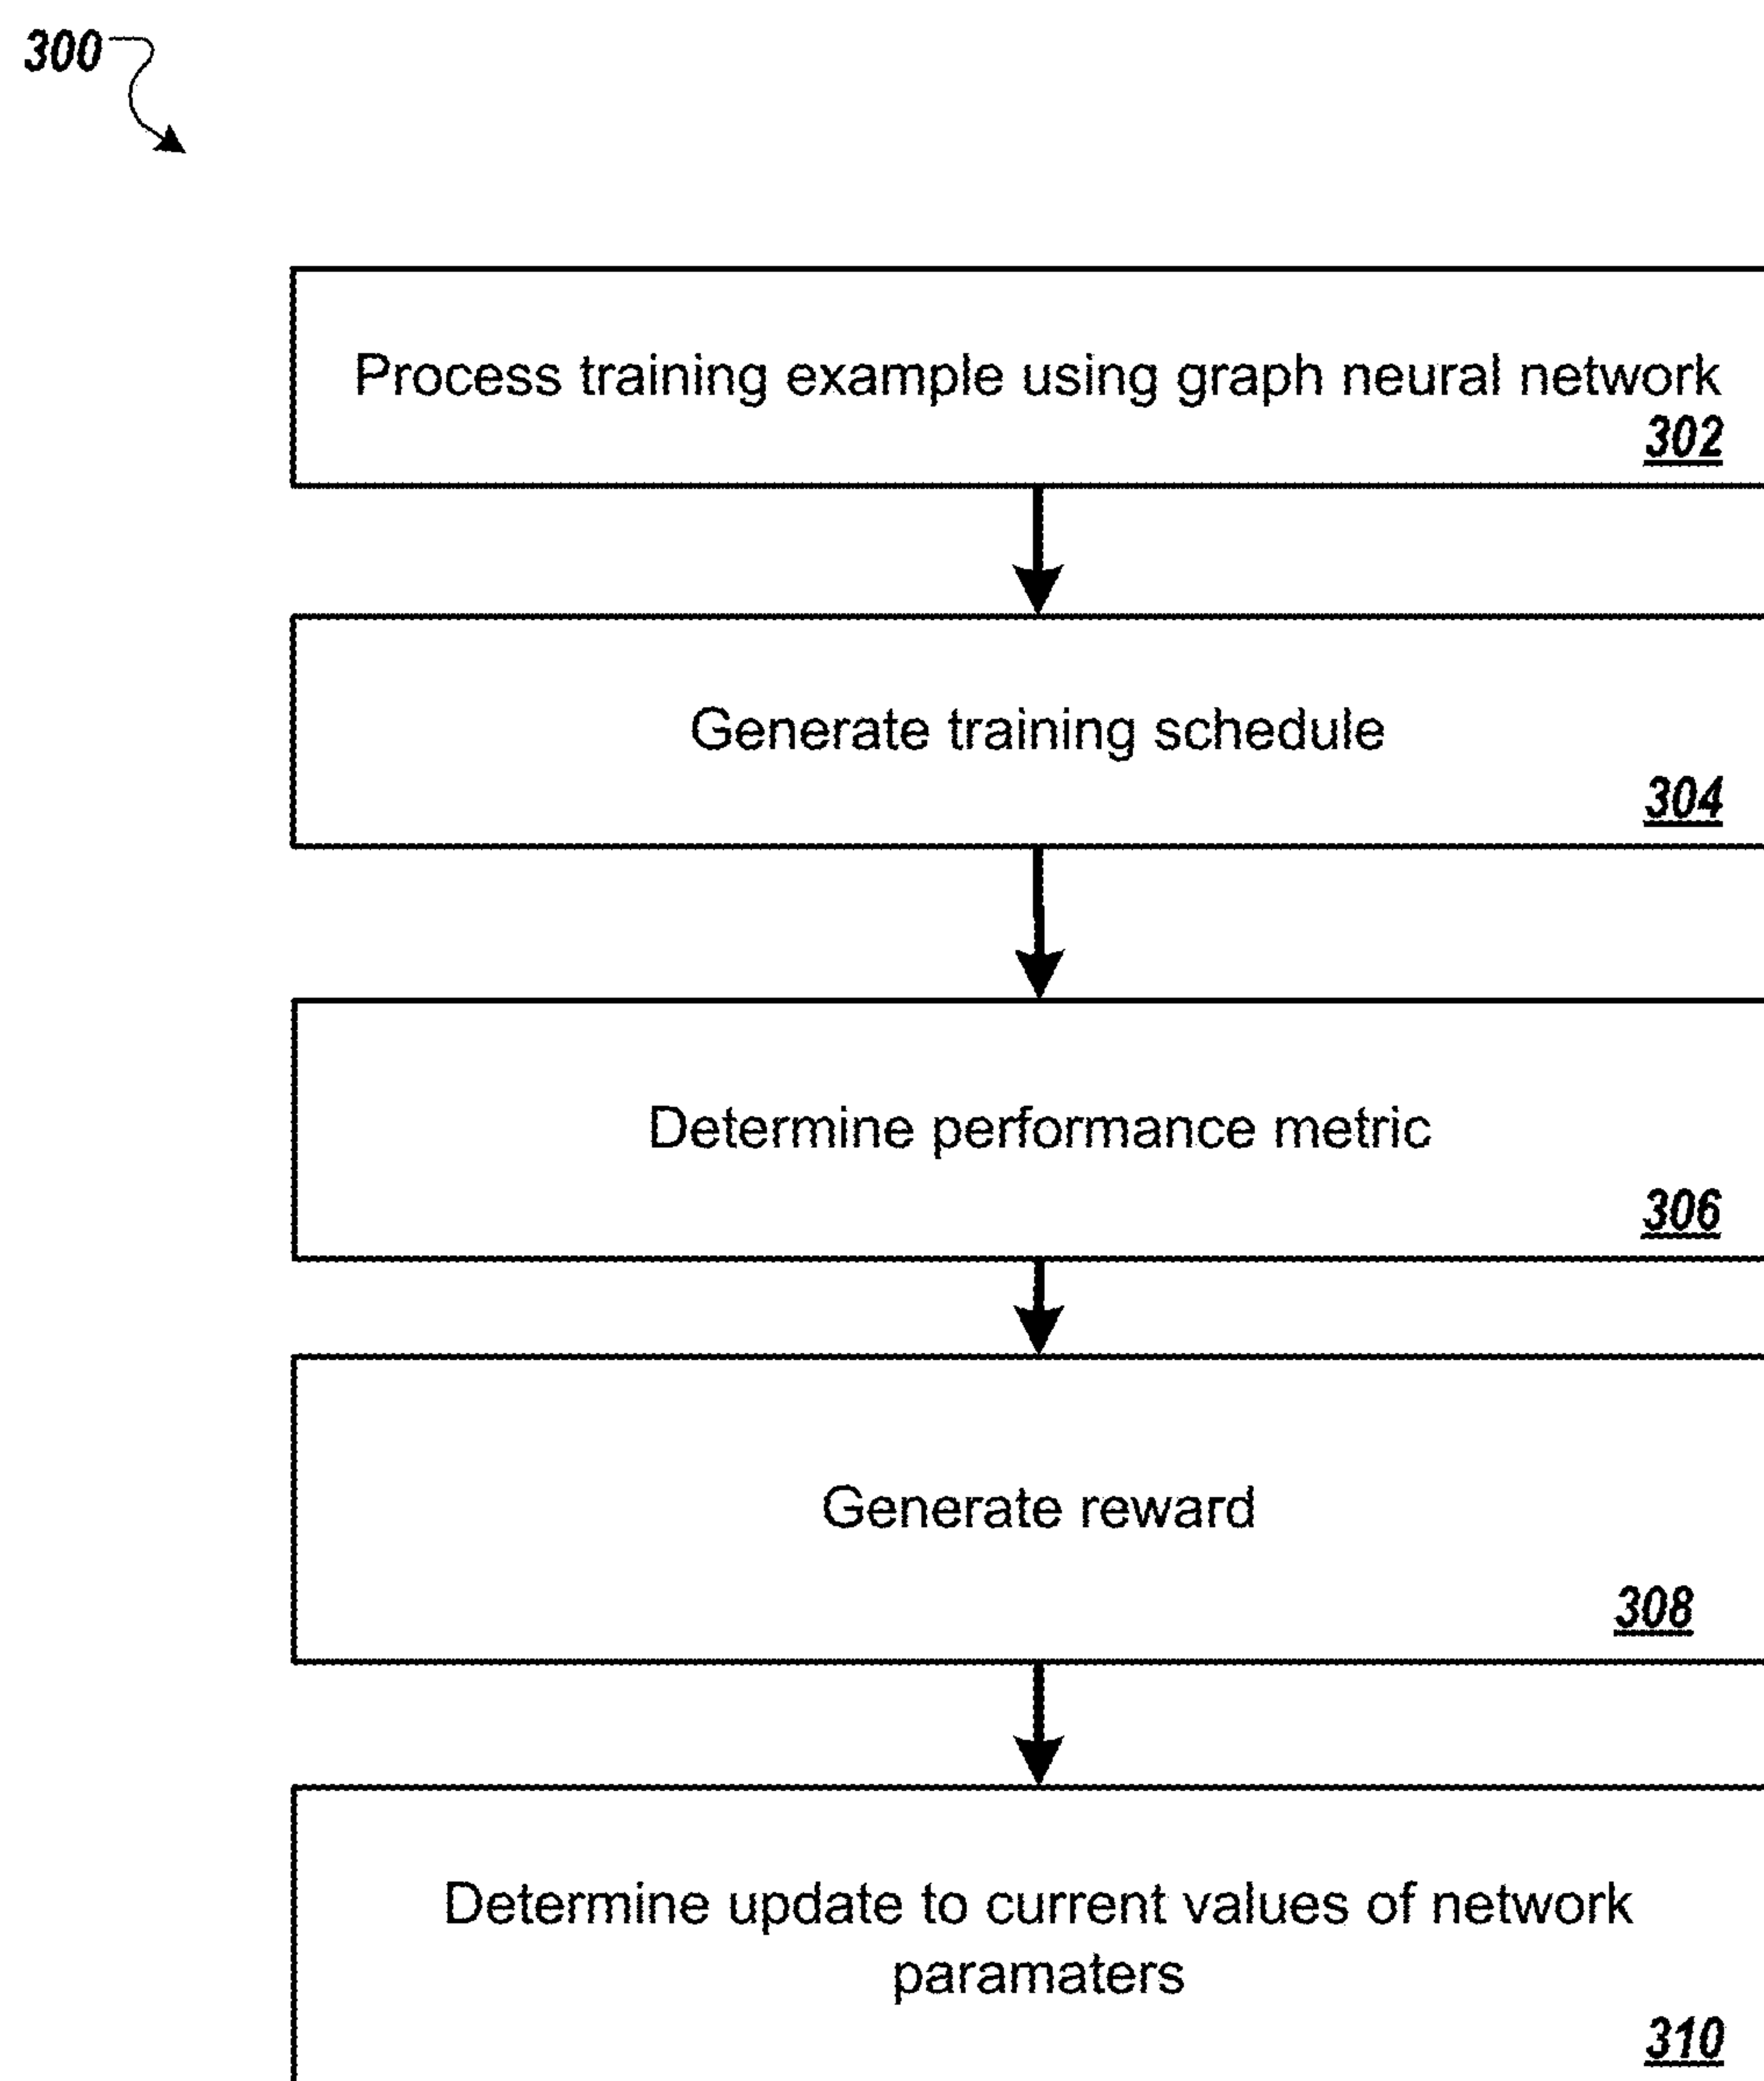 300
Process training example using graph neural network
302
Generate training schedule
304
Determine performance metric
306
Generate reward
308
Determine update to current values of network
paramaters
310